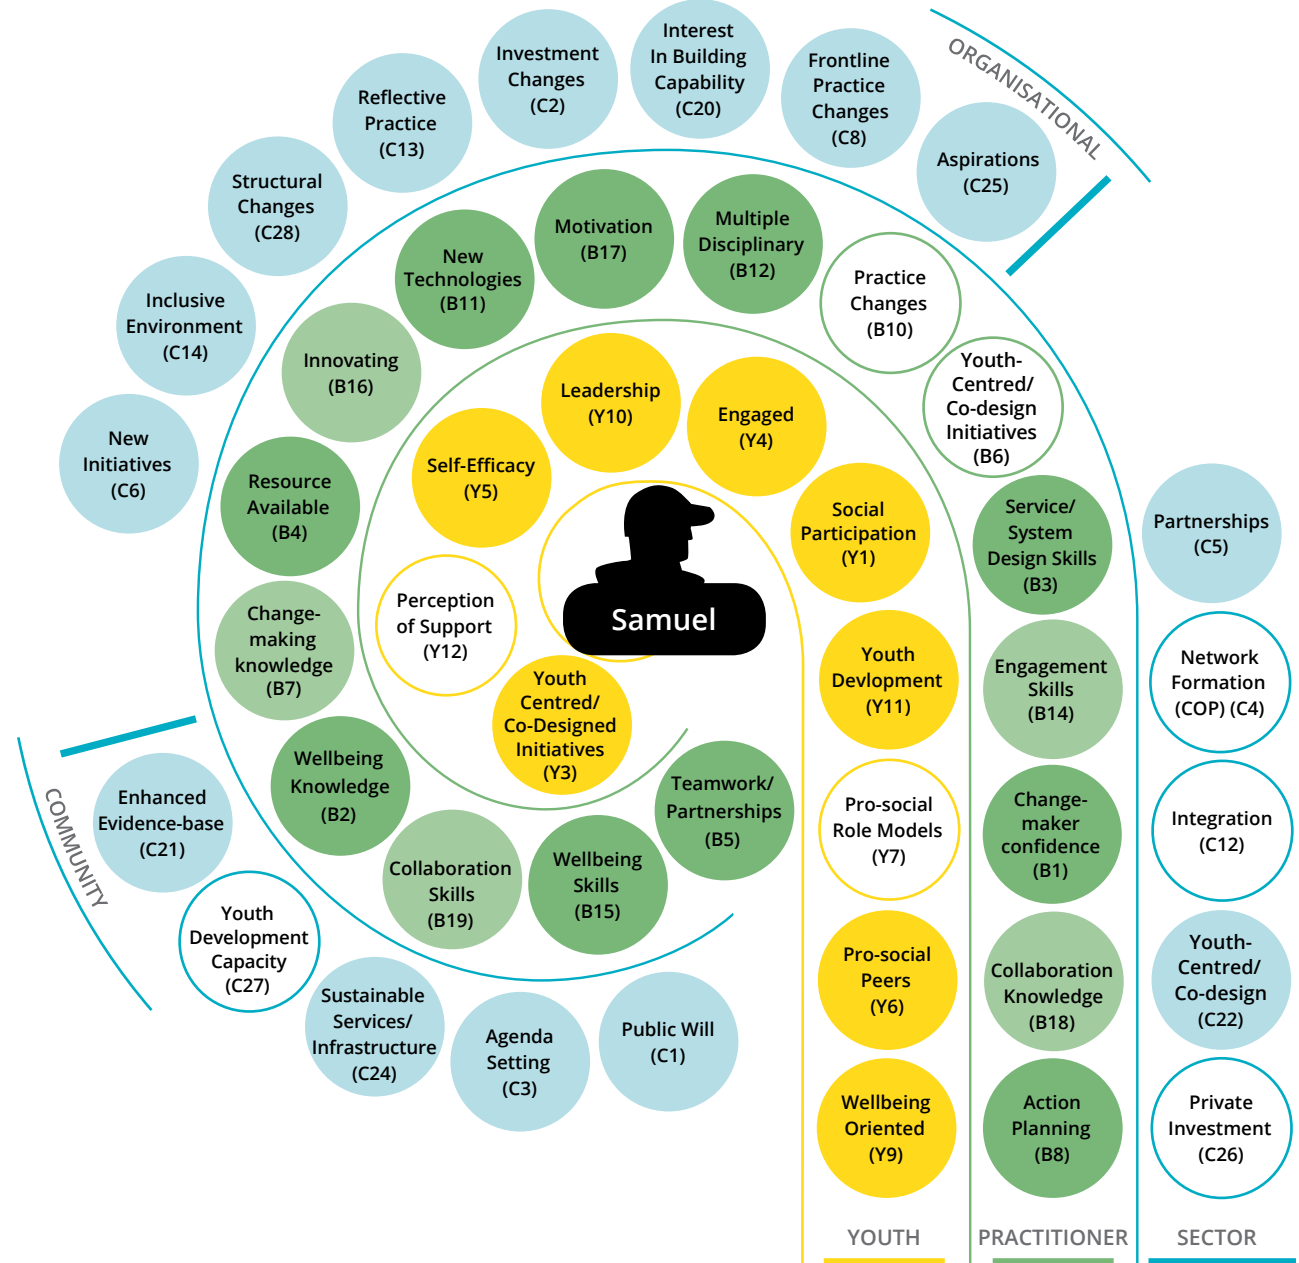 Interest
In Building
Capability
(C20)
Investment
Changes
(C2)
Frontline
Practice
Changes
(C8)
ORGANISATIONAL
Reflective
Practice
(C13)
Aspirations
(C25)
Structural
Changes
(C28)
Inclusive
Environment
(C14)
New
Initiatives
(C6)
Motivation
(B17)
Multiple
Disciplinary
(B12)
New
Technologies
(B11)
Practice
Changes
(B10)
Innovating
(B16)
Youth-
Centred/
Co-design
Initiatives
(B6)
Resource
Available
(B4)
Service/
System
Design Skills
(B3)
Partnerships
(C5)
Leadership
(Y10)
Engaged
(Y4)
Self-Efficacy
(Y5)
Social
Participation
(Y1)
Perception
of Support
(Y12)
Samuel
Youth
Centred/
Co-Designed
Initiatives
(Y3)
Change-
making
knowledge
(B7)
Wellbeing
Knowledge
(B2)
Collaboration
Skills
(B19)
Wellbeing
Skills
(B15)
Teamwork/
Partnerships
(B5)
COMMUNITY
Enhanced
Evidence-base
(C21)
Youth
Development
Capacity
(C27)
Sustainable
Services/
Infrastructure
(C24)
Agenda
Setting
(C3)
Public Will
(C1)
Youth
Devlopment
(Y11)
Engagement
Skills
(B14)
Network
Formation
(COP) (C4)
Pro-social
Role Models
(Y7)
Change-
maker
confidence
(B1)
Integration
(C12)
Pro-social
Peers
(Y6)
Collaboration
Knowledge
(B18)
Youth-
Centred/
Co-design
(C22)
Wellbeing
Oriented
(Y9)
Action
Planning
(B8)
Private
Investment
(C26)
YOUTH
PRACTITIONER
SECTOR